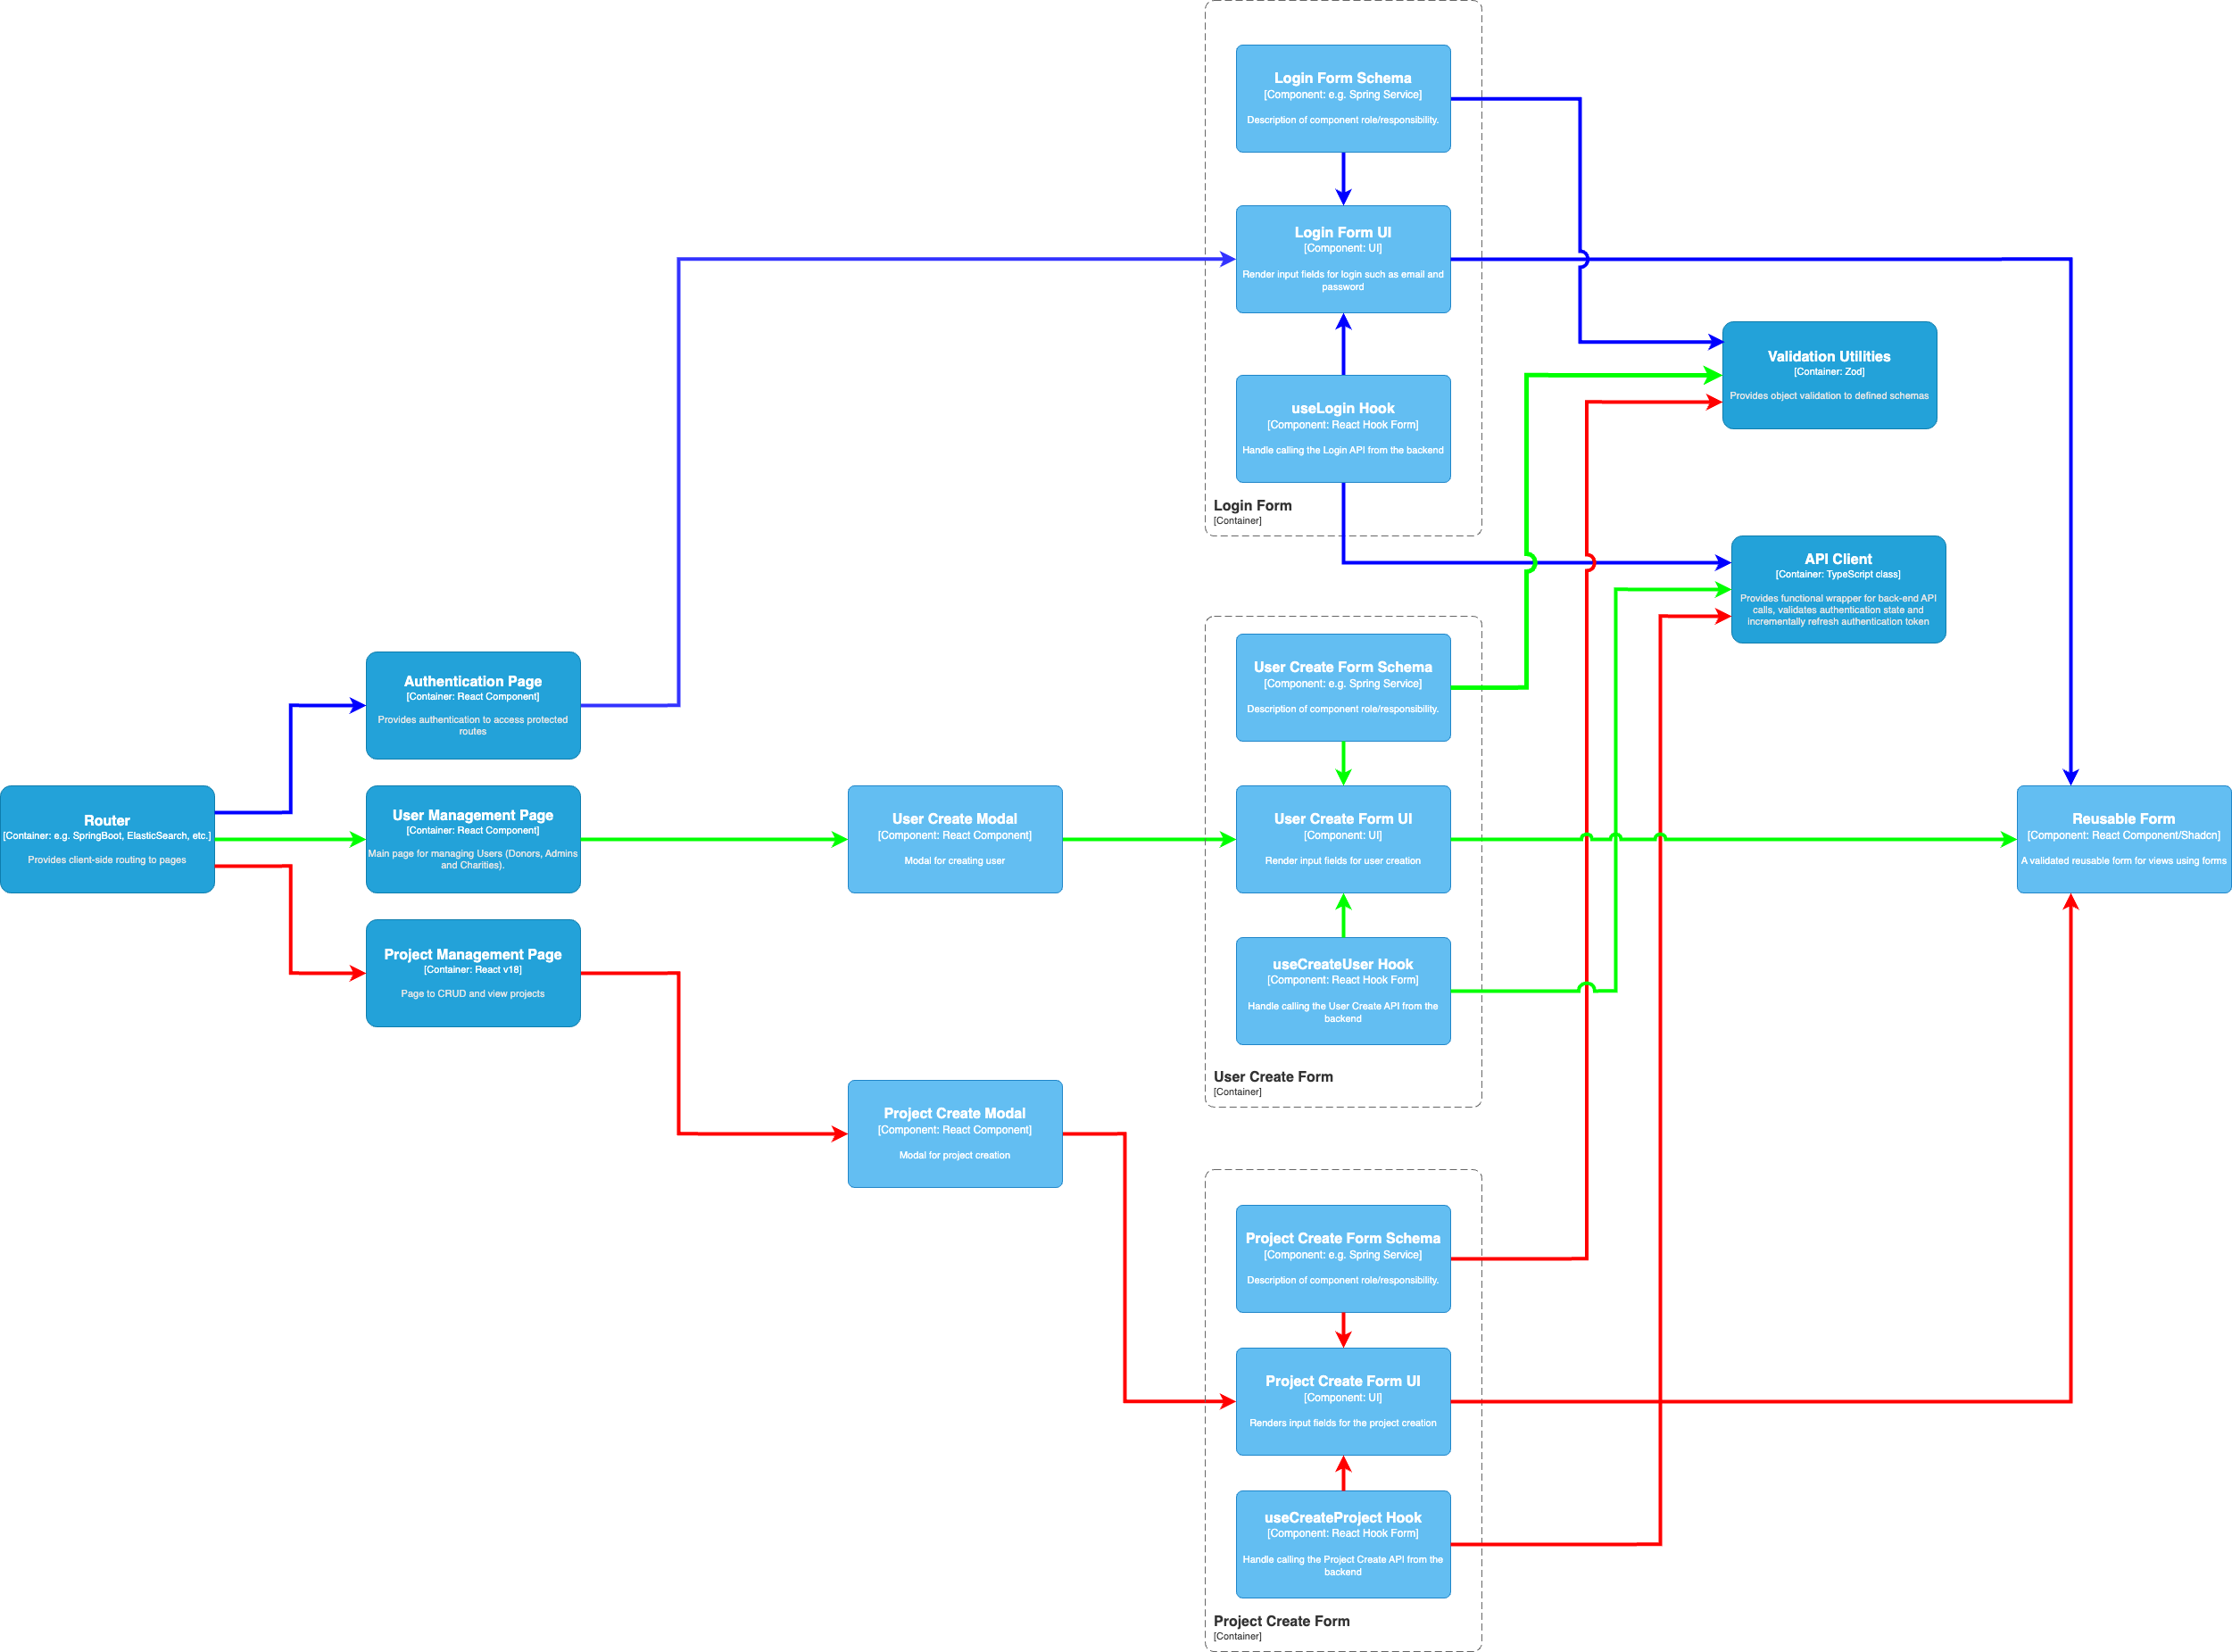 Login Form Schema
[Component: e.g. Spring Service]
Description of component role/responsibility.
Login Form UI
[Component: UI]
Render input fields for login such as email and
password
useLogin Hook
[Component: React Hook Form]
Handle calling the Login API from the backend
Login Form
[Container]
Validation Utilities
[Container: Zod]
Provides object validation to defined schemas
API Client
[Container: TypeScript class]
Provides functional wrapper for back-end API
calls, validates authentication state and
incrementally refresh authentication token
Authentication Page
[Container: React Component]
Provides authentication to access protected
routes
Router
[Container: e.g. SpringBoot, ElasticSearch, etc.]
Provides client-side routing to pages
User Management Page
[Container: React Component]
Main page for managing Users (Donors, Admins
and Charities).
Project Management Page
[Container: React v18]
Page to CRUD and view projects
User Create Modal
[Component: React Component]
Modal for creating user
Project Create Modal
[Component: React Component]
Modal for project creation
User Create Form Schema
[Component: e.g. Spring Service]
Description of component role/responsibility.
User Create Form UI
[Component: UI]
Render input fields for user creation
useCreateUser Hook
[Component: React Hook Form]
Handle calling the User Create API from the
backend
User Create Form
[Container]
Reusable Form
[Component: React Component/Shadcn]
A validated reusable form for views using forms
Project Create Form Schema
[Component: e.g. Spring Service]
Description of component role/responsibility.
Project Create Form UI
[Component: UI]
Renders input fields for the project creation
useCreateProject Hook
[Component: React Hook Form]
Handle calling the Project Create API from the
backend
Project Create Form
[Container]